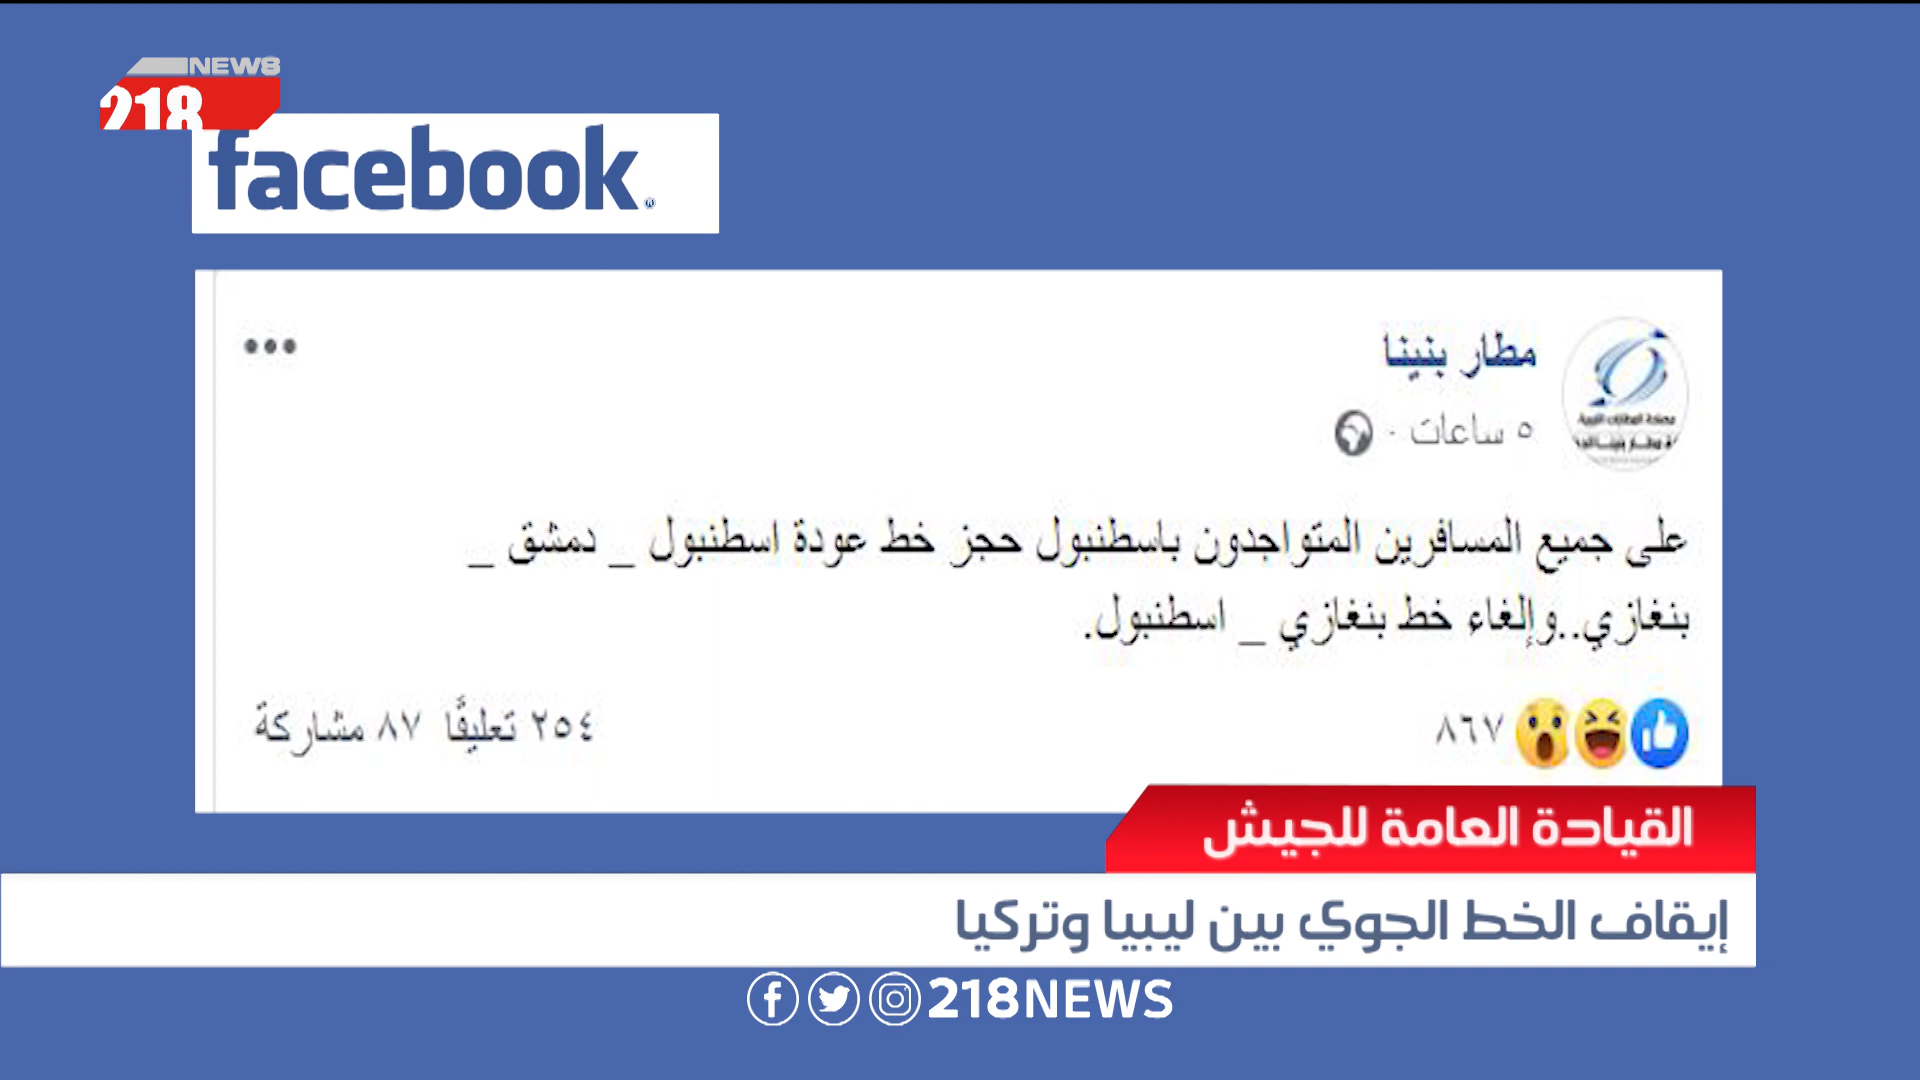 NEWS
218
facebook
مطار بنينا
٥ ساعات ·
على جميع المسافرين المتواجدون باسطنبول حجز خط عودة اسطنبول _ دمشق _
بنغازي..وإلغاء خط بنغازي _ اسطنبول.
٨٦٧
٢٥٤ تعليقًا ٨٧ مشاركة
القيادة العامة للجيش
إيقاف الخط الجوي بين ليبيا وتركيا
218NEWS